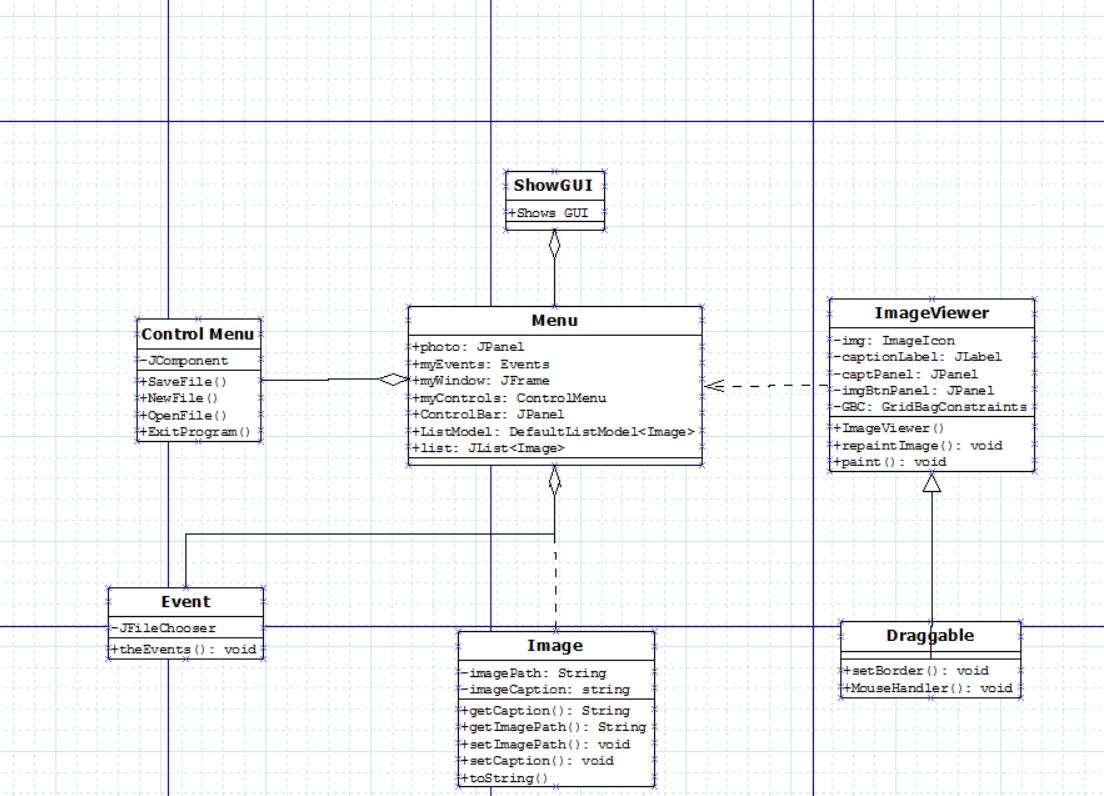 ShowGUI
+Shows GUI
Control Menu
-JComponent
+SaveFile()
+NewFile()
+OpenFile()
+ExitProgram()
Menu
+photo: JPanel
+myEvents: Events
+myWindow: JFrame
+myControls: ControlMenu
+ControlBar: JPanel
+ListModel: DefaultListModel<Image>
+list: JList<Image>
ImageViewer
-img: ImageIcon
-captionLabel: JLabel
-captPanel: JPanel
-imgBtnPanel: JPanel
-GBC: GridBagConstraints
+ImageViewer()
+repaintImage(): void
+paint(): void
Event
-JFileChooser
+theEvents(): void
Image
-imagePath: String
-imageCaption: string
+getCaption(): String
+getImagePath(): String
+setImagePath(): void
+setCaption(): void
+toString()
Draggable
+setBorder(): void
+MouseHandler(): void